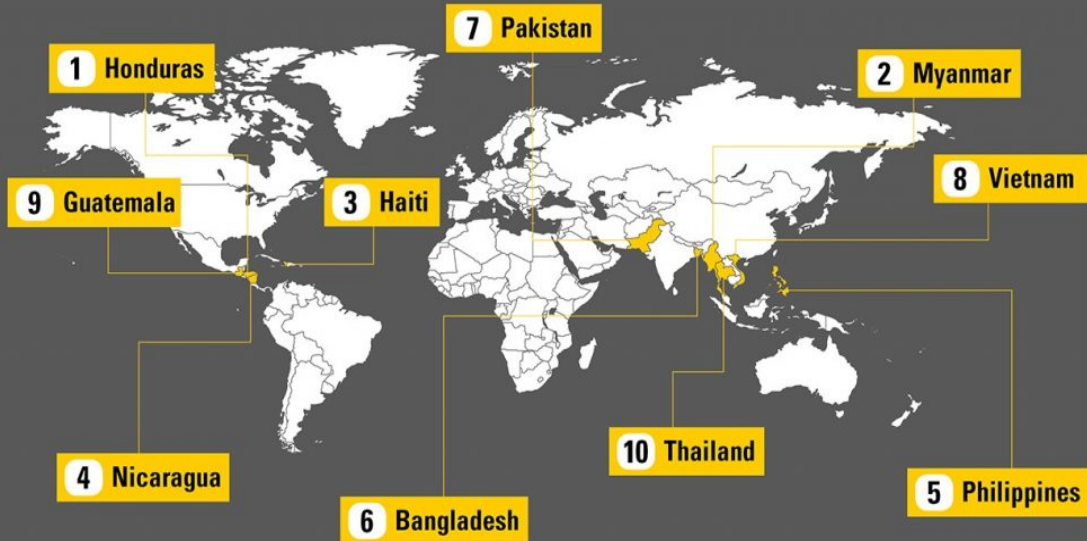 7 Pakistan
1 Honduras
2 Myanmar
8 Vietnam
9 Guatemala
3 Haiti
10 Thailand
4 Nicaragua
5 Philippines
6 Bangladesh